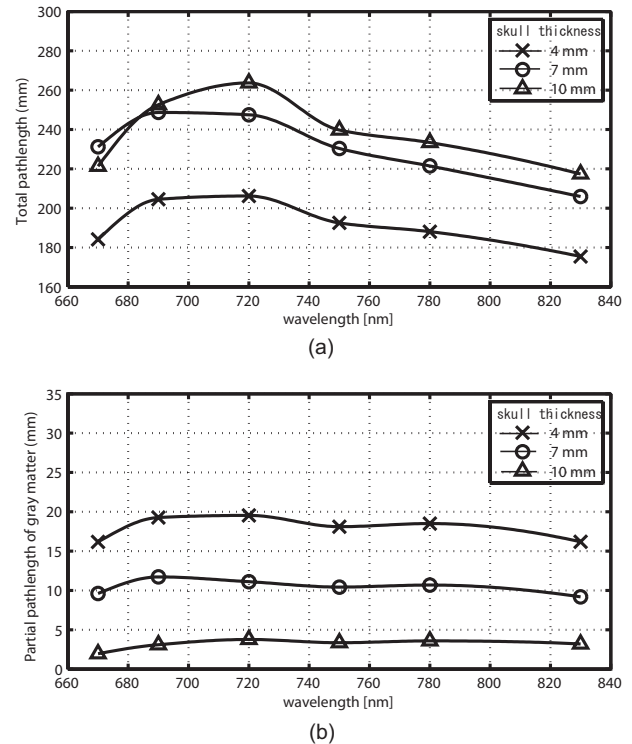 300
280
260
240
220
200
180
160
Total pathlength (mm)
skull thickness
4 mm
7 mm
10 mm
660 680 700 720 740 760 780 800 820 840
wavelength [nm]
(a)
35
30
25
20
15
10
5
0
Partial pathlength of gray matter (mm)
skull thickness
4 mm
7 mm
10 mm
660 680 700 720 740 760 780 800 820 840
wavelength [nm]
(b)